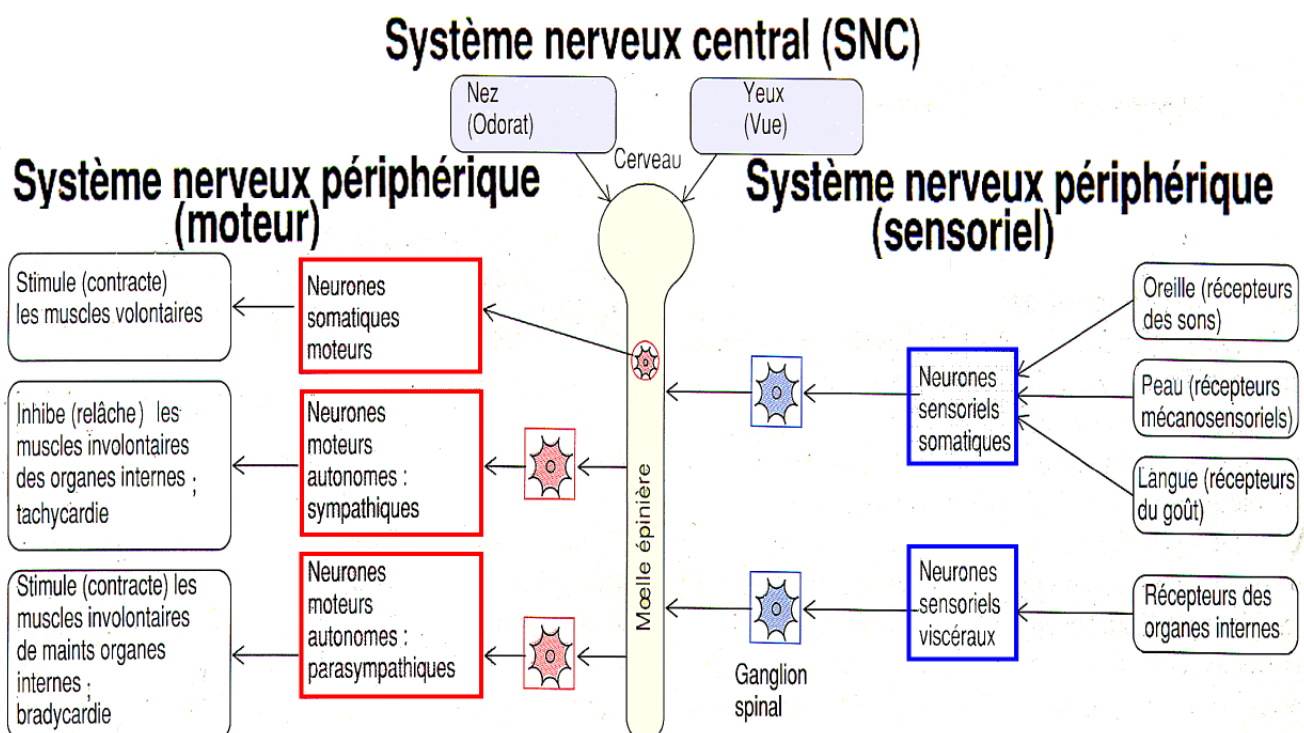 Système nerveux central (SNC)
Nez
(Odorat)
Yeux
(Vue)
Cerveau
Système nerveux périphérique
(moteur)
Système nerveux périphérique
(sensoriel)
Stimule (contracte)
les muscles volontaires
Neurones
somatiques
moteurs
Inhibe (relâche) les
muscles involontaires
des organes internes ;
tachycardie
Neurones
moteurs
autonomes :
sympathiques
Stimule (contracte) les
muscles involontaires
de maints organes
internes ;
bradycardie
Neurones
moteurs
autonomes :
parasympathiques
Mœlle épinière
Ganglion
spinal
Neurones
sensoriels
somatiques
Neurones
sensoriels
viscéraux
Oreille (récepteurs
des sons)
Peau (récepteurs
mécanosensoriels)
Langue (récepteurs
du goût)
Récepteurs des
organes internes